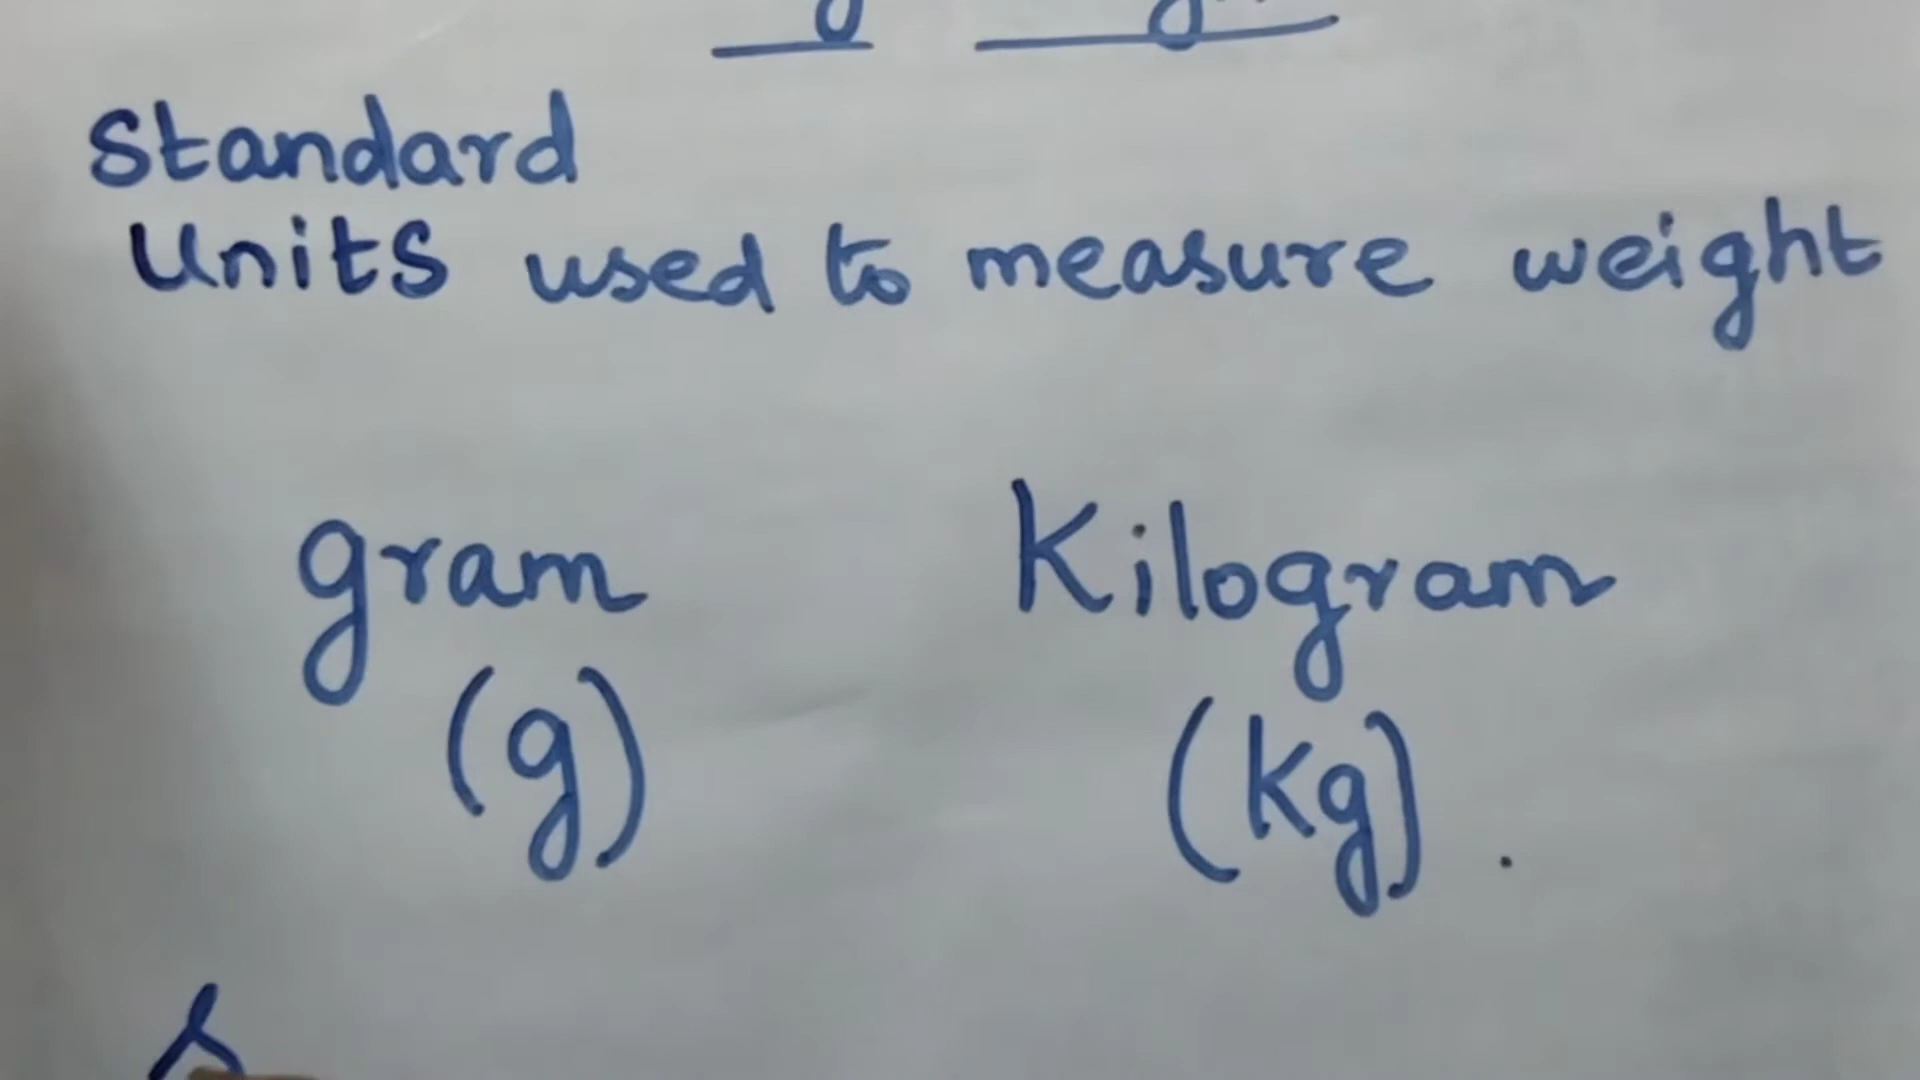 Standard
Units used to measure weight
gram Kilogram
(g) (Kg)